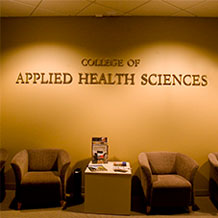 COLLEGE OF
APPLIED HEALTH SCIENCES